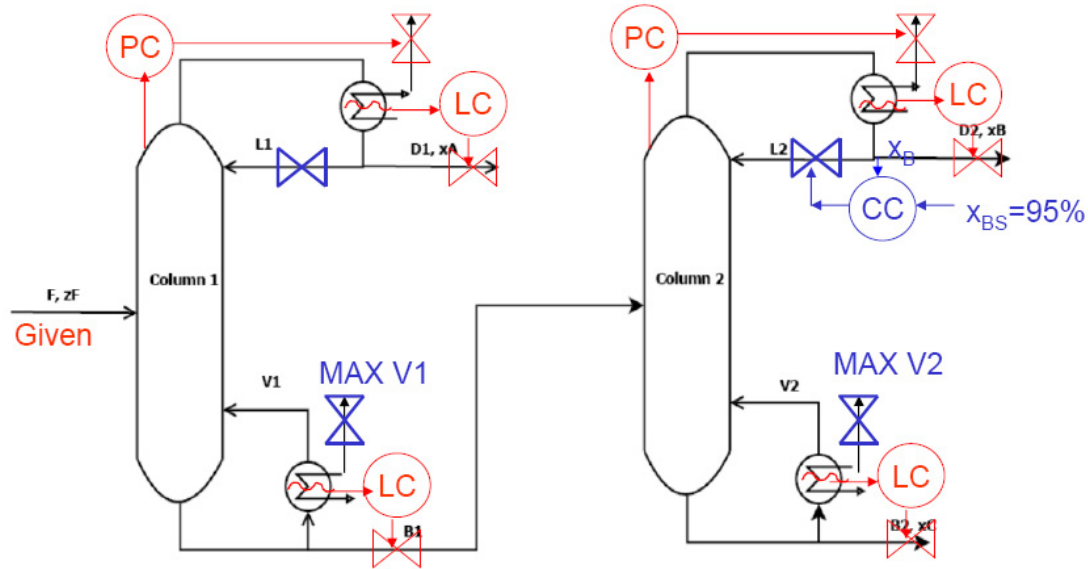 PC
LC
L1
D1, xA
Column 1
F, zF
Given
V1
MAX V1
LC
B1
PC
LC
D2, xB
L2
xB
CC
xBS=95%
Column 2
V2
MAX V2
LC
B2, xC